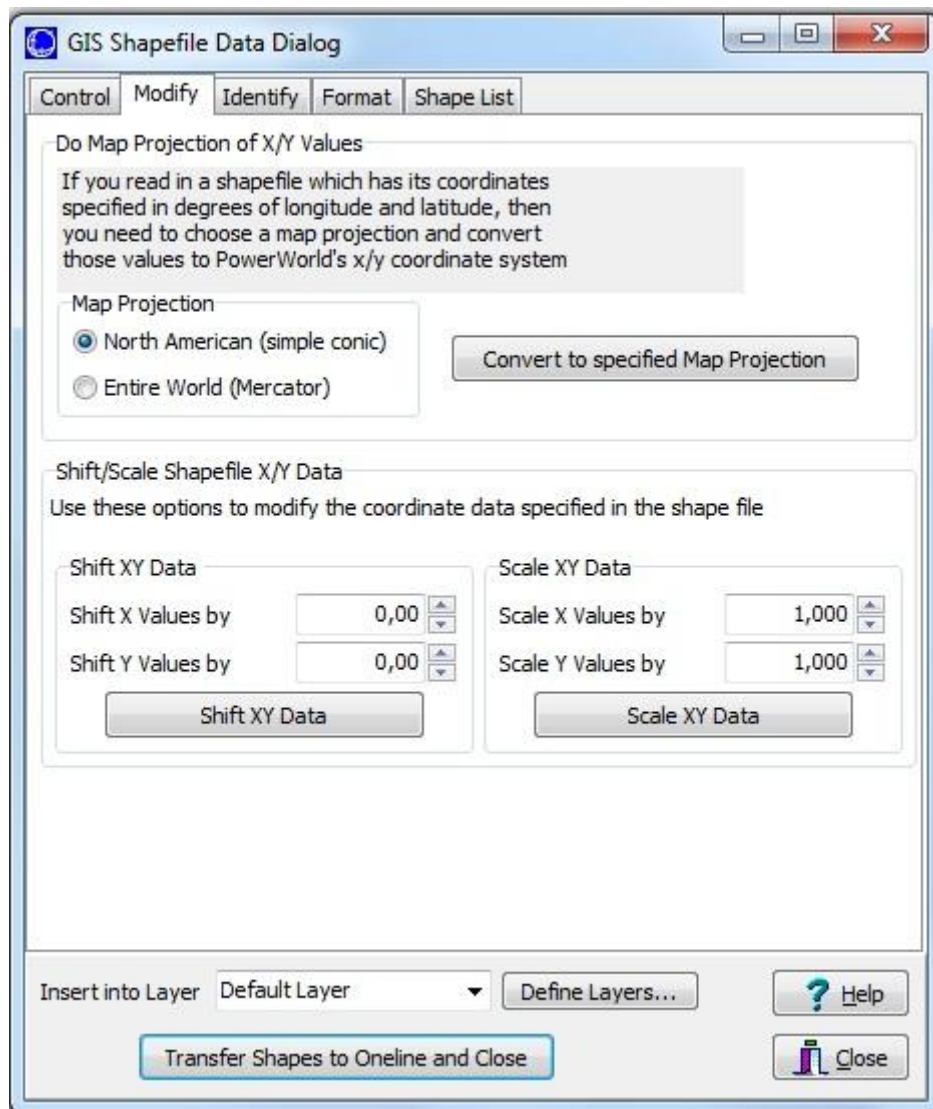 GIS Shapefile Data Dialog
Control Modify Identify Format Shape List
Do Map Projection of X/Y Values
If you read in a shapefile which has its coordinates
specified in degrees of longitude and latitude, then
you need to choose a map projection and convert
those values to PowerWorld's x/y coordinate system
Map Projection
North American (simple conic)
Entire World (Mercator)
Convert to specified Map Projection
Shift/Scale Shapefile X/Y Data
Use these options to modify the coordinate data specified in the shape file
Shift XY Data
Shift X Values by 0,00
Shift Y Values by 0,00
Shift XY Data
Scale XY Data
Scale X Values by 1,000
Scale Y Values by 1,000
Scale XY Data
Insert into Layer Default Layer Define Layers... Help
Transfer Shapes to Oneline and Close Close